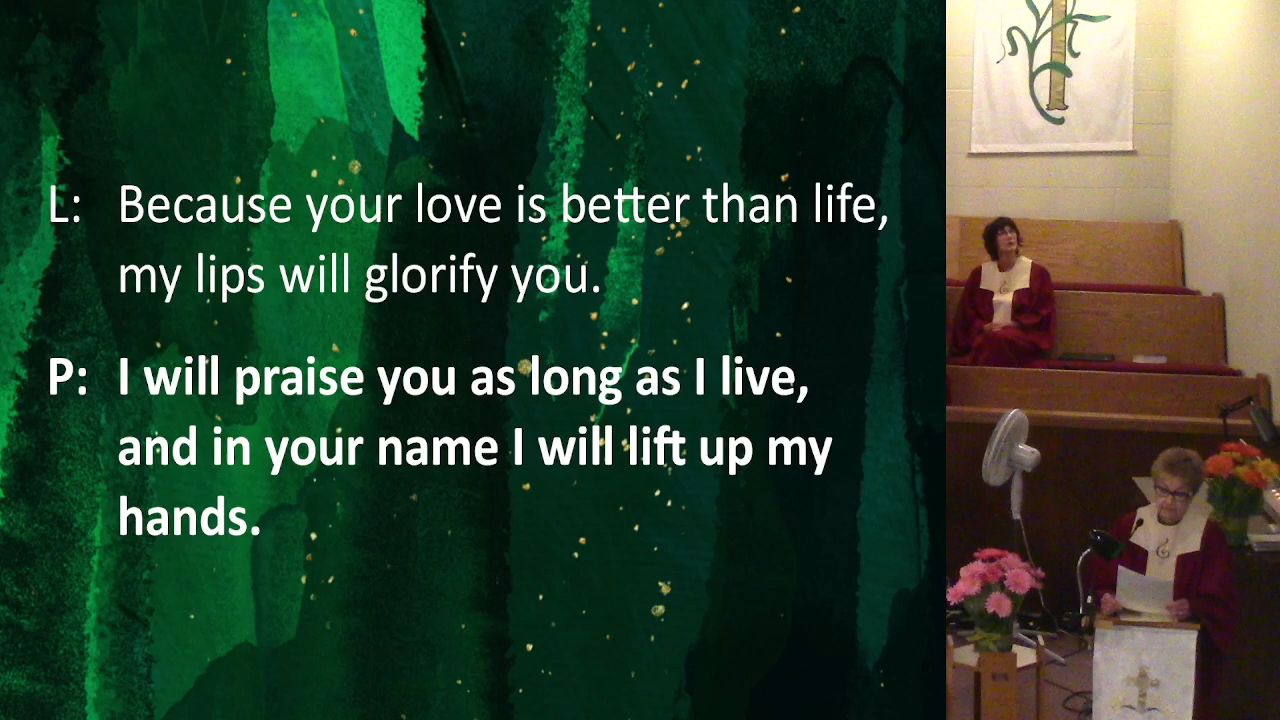 L: Because your love is better than life,
my lips will glorify you.
P: I will praise you as long as I live,
and in your name I will lift up my
hands.